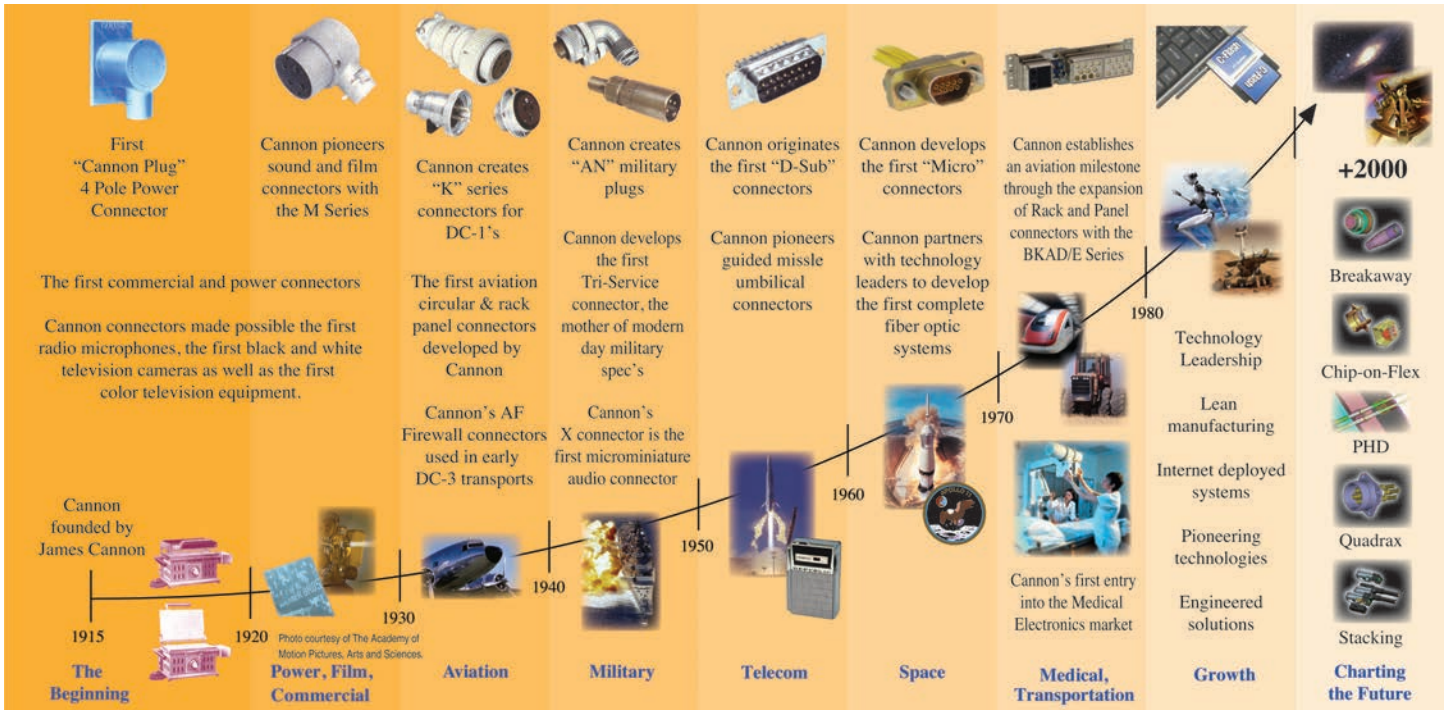 First
“Cannon Plug”
4 Pole Power
Connector
Cannon pioneers
sound and film
connectors with
the M Series
The first commercial and power connectors
Cannon connectors made possible the first
radio microphones, the first black and white
television cameras as well as the first
color television equipment.
Cannon creates
“K” series
connectors for
DC-1’s
The first aviation
circular & rack
panel connectors
developed by
Cannon
Cannon’s AF
Firewall connectors
used in early
DC-3 transports
Cannon creates
“AN” military
plugs
Cannon develops
the first
Tri-Service
connector, the
mother of modern
day military
spec’s
Cannon’s
X connector is the
first microminiature
audio connector
Cannon originates
the first “D-Sub”
connectors
Cannon pioneers
guided missle
umbilical
connectors
Cannon develops
the first “Micro”
connectors
Cannon partners
with technology
leaders to develop
the first complete
fiber optic
systems
Cannon establishes
an aviation milestone
through the expansion
of Rack and Panel
connectors with the
BKAD/E Series
Cannon’s first entry
into the Medical
Electronics market
C-Flash
Technology
Leadership
Lean
manufacturing
Internet deployed
systems
Pioneering
technologies
Engineered
solutions
+2000
Breakaway
Chip-on-Flex
PHD
Quadrax
Stacking
Cannon
founded by
James Cannon
1915
1920
1930
1940
1950
1960
1970
1980
Photo courtesy of The Academy of
Motion Pictures, Arts and Sciences.
The
Beginning
Power, Film,
Commercial
Aviation
Military
Telecom
Space
Medical,
Transportation
Growth
Charting
the Future